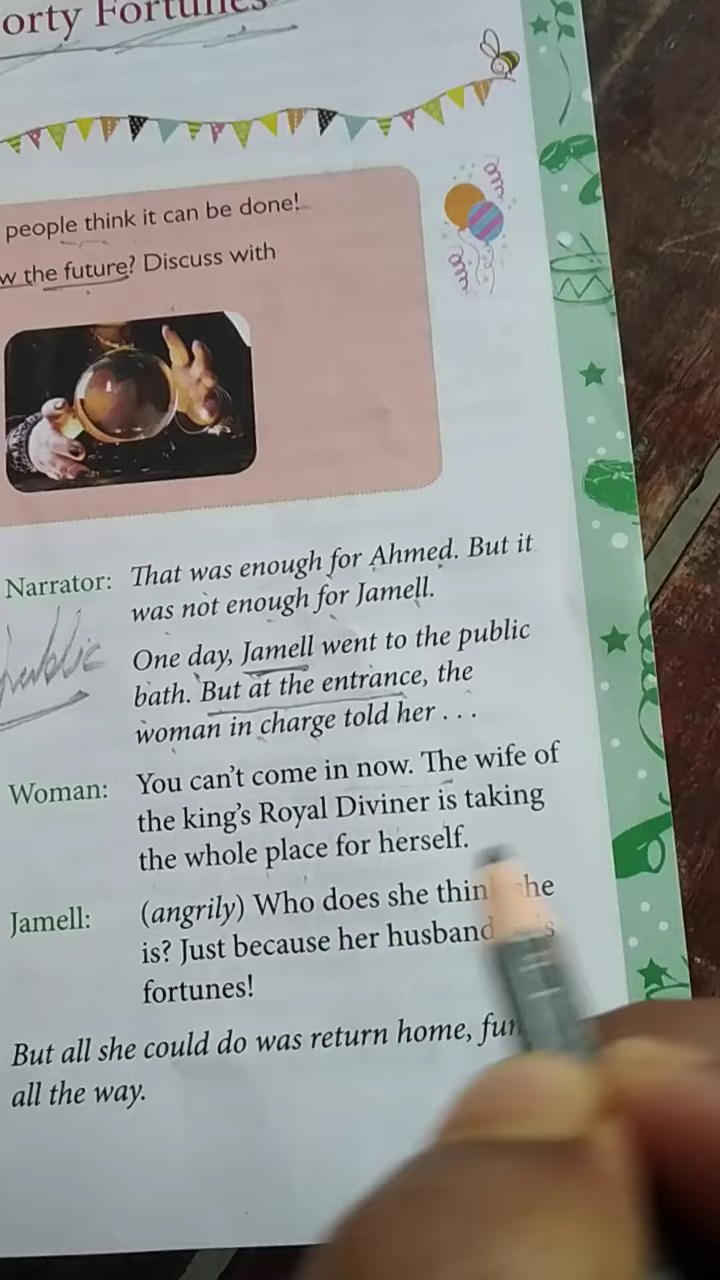 orty Fortunes
people think it can be done!
w the future? Discuss with
Narrator: That was enough for Ahmed. But it
was not enough for Jamell.
public
One day, Jamell went to the public
bath. But at the entrance, the
woman in charge told her . . .
Woman: You can't come in now. The wife of
the king's Royal Diviner is taking
the whole place for herself.
Jamell: (angrily) Who does she think she
is? Just because her husband
fortunes!
But all she could do was return home,
all the way.